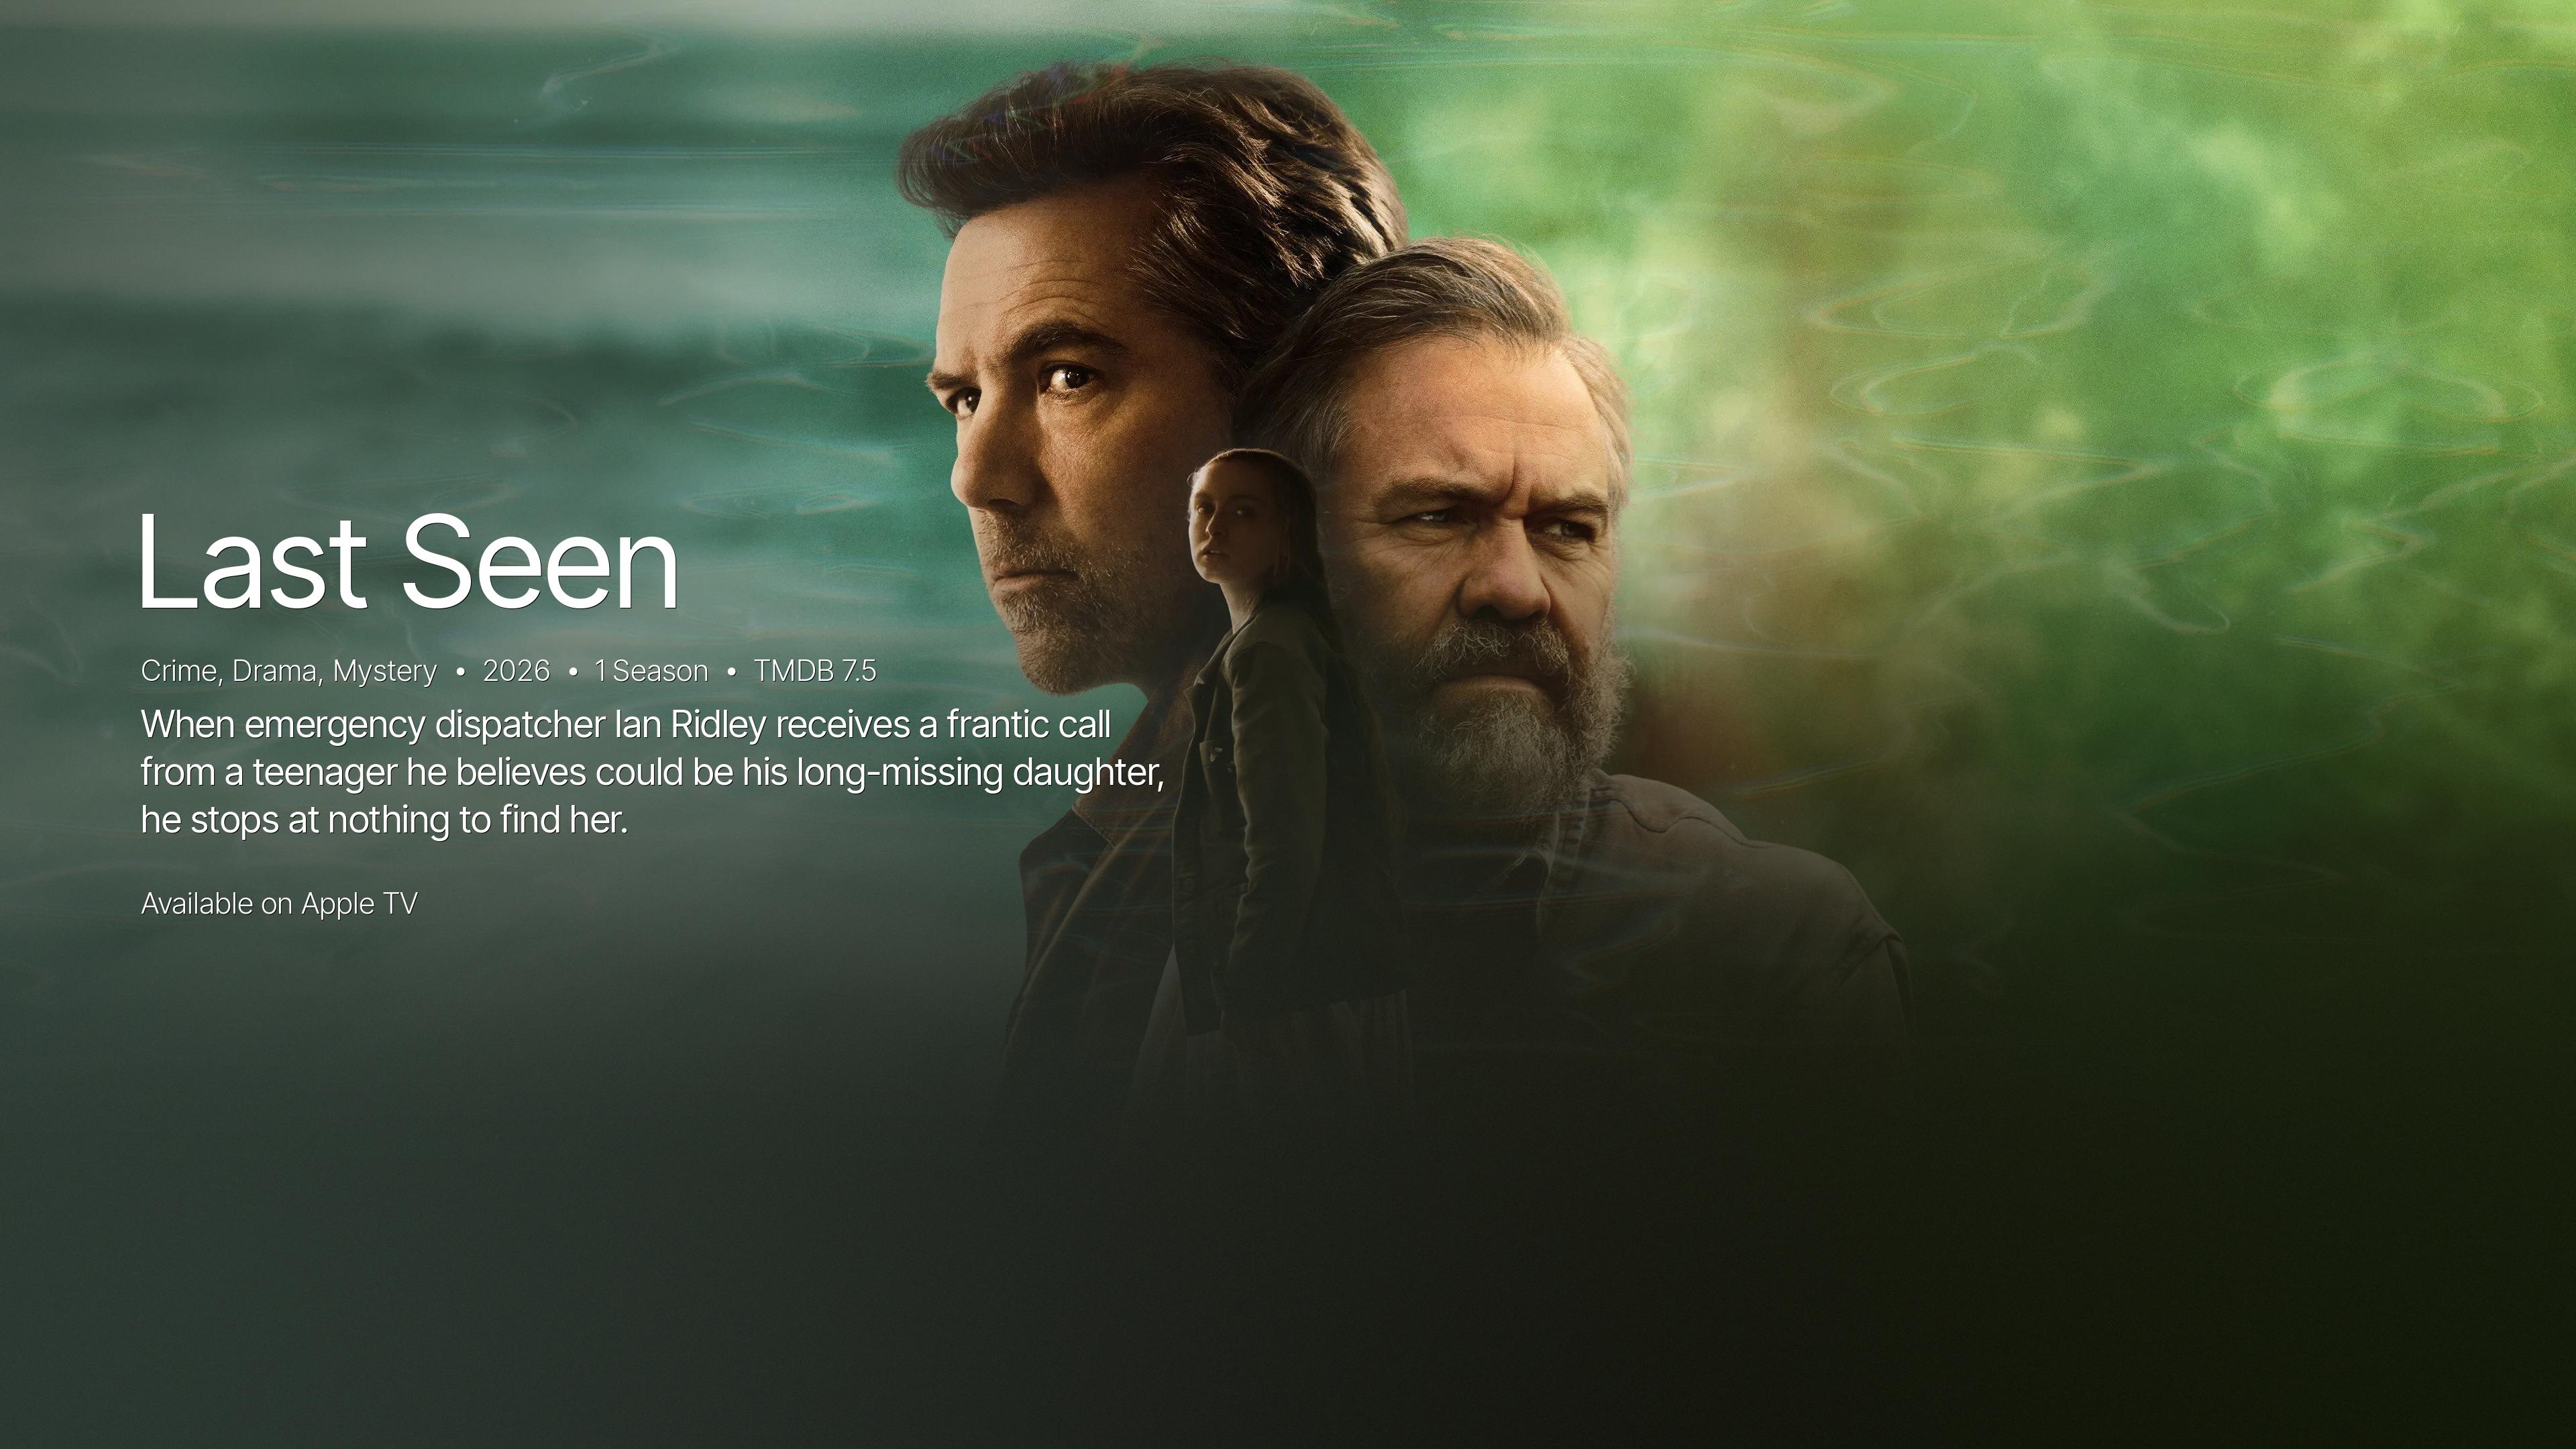 Last Seen
Crime, Drama, Mystery • 2026 • 1 Season • TMDB 7.5
When emergency dispatcher Ian Ridley receives a frantic call
from a teenager he believes could be his long-missing daughter,
he stops at nothing to find her.
Available on Apple TV